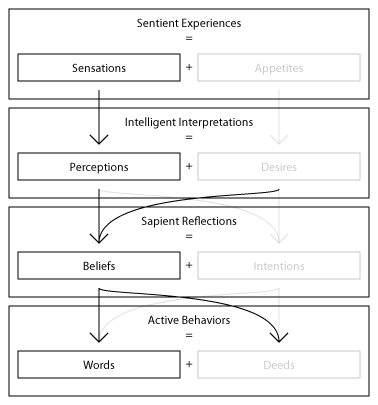 Sentient Experiences
=
Sensations + Appetites
Intelligent Interpretations
=
Perceptions + Desires
Sapient Reflections
=
Beliefs + Intentions
Active Behaviors
=
Words + Deeds